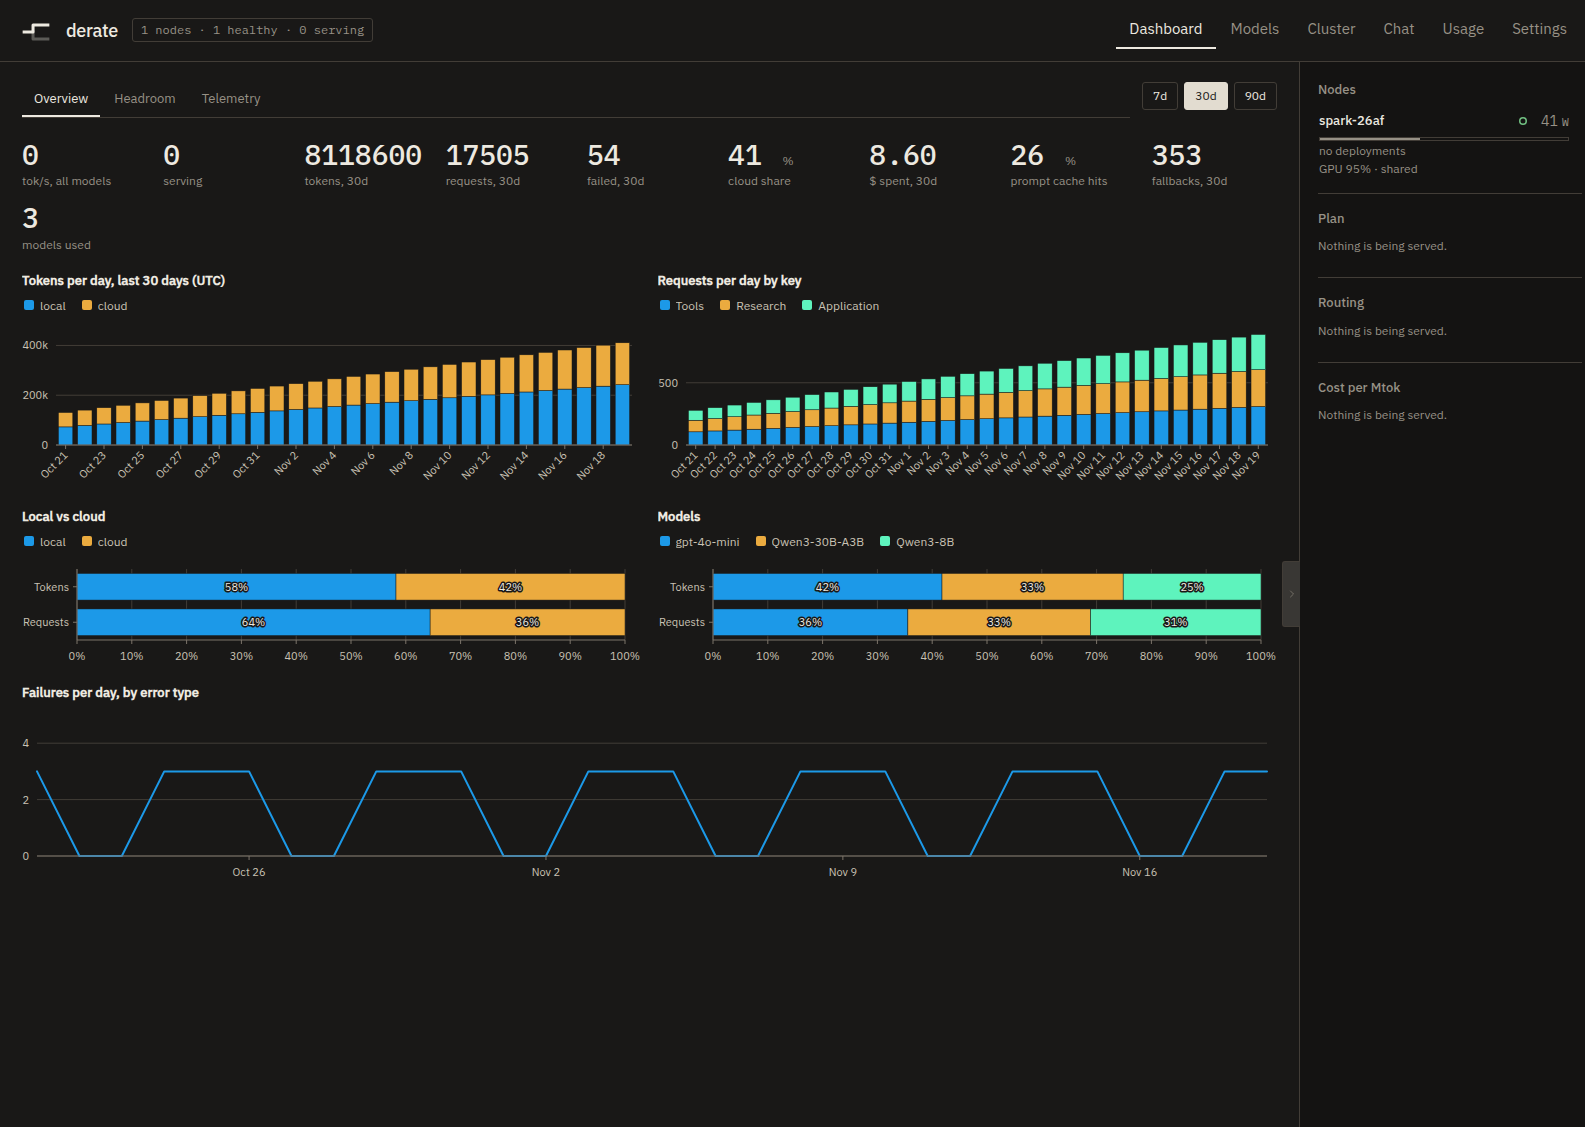 derate
1 nodes · 1 healthy · 0 serving
Dashboard Models Cluster Chat Usage Settings
Overview Headroom Telemetry
7d 30d 90d
0 0 8118600 17505 54 41 % 8.60 26 % 353
tok/s, all models serving tokens, 30d requests, 30d failed, 30d cloud share $ spent, 30d prompt cache hits fallbacks, 30d
3
models used
Tokens per day, last 30 days (UTC)
local cloud
400k
200k
0
Oct 21 Oct 23 Oct 25 Oct 27 Oct 29 Oct 31 Nov 2 Nov 4 Nov 6 Nov 8 Nov 10 Nov 12 Nov 14 Nov 16 Nov 18
Requests per day by key
Tools Research Application
500
0
Oct 21 Oct 22 Oct 23 Oct 24 Oct 25 Oct 26 Oct 27 Oct 28 Oct 29 Oct 30 Oct 31 Nov 1 Nov 2 Nov 3 Nov 4 Nov 5 Nov 6 Nov 7 Nov 8 Nov 9 Nov 10 Nov 11 Nov 12 Nov 13 Nov 14 Nov 15 Nov 16 Nov 17 Nov 18 Nov 19
Local vs cloud
local cloud
Tokens 58% 42%
Requests 64% 36%
0% 10% 20% 30% 40% 50% 60% 70% 80% 90% 100%
Models
gpt-4o-mini Qwen3-30B-A3B Qwen3-8B
Tokens 42% 33% 25%
Requests 36% 33% 31%
0% 10% 20% 30% 40% 50% 60% 70% 80% 90% 100%
Failures per day, by error type
4
2
0
Oct 26 Nov 2 Nov 9 Nov 16
Nodes
spark-26af 41 W
no deployments
GPU 95% · shared
Plan
Nothing is being served.
Routing
Nothing is being served.
Cost per Mtok
Nothing is being served.